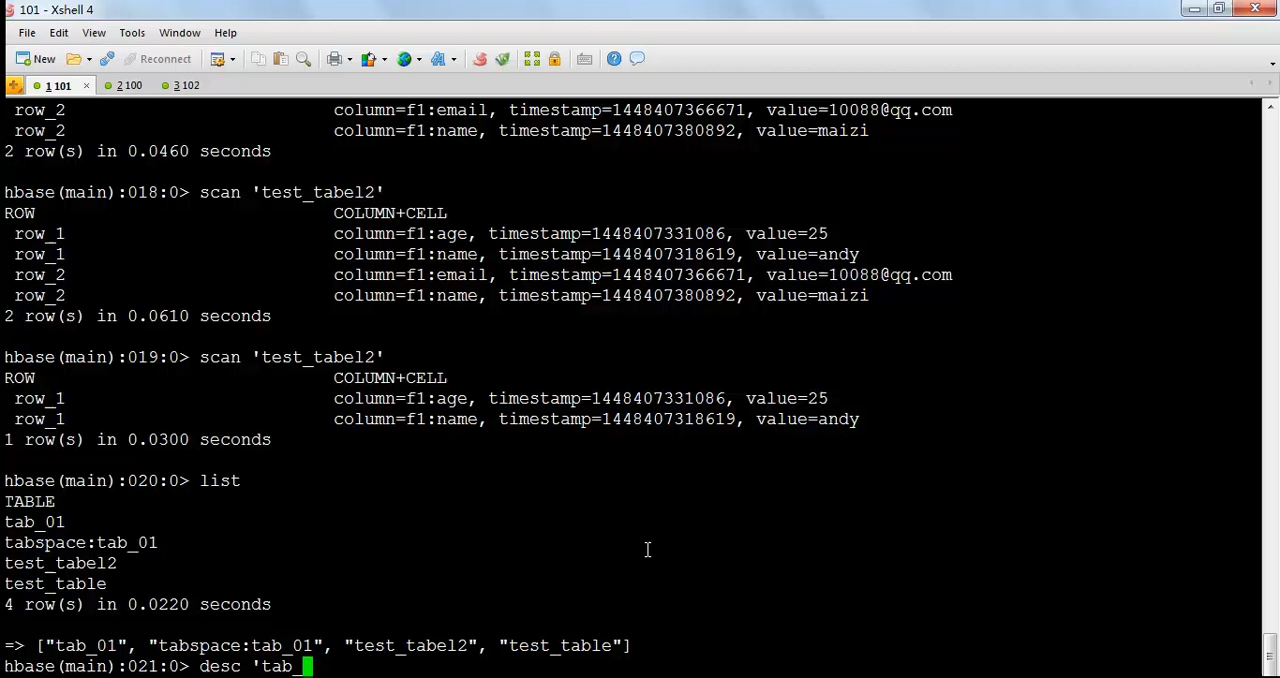 101 - Xshell 4
File Edit View Tools Window Help
New Reconnect
1 101 × 2 100 3 102
row_2 column=f1:email, timestamp=1448407366671, value=10088@qq.com
row_2 column=f1:name, timestamp=1448407380892, value=maizi
2 row(s) in 0.0460 seconds
hbase(main):018:0> scan 'test_tabel2'
ROW COLUMN+CELL
row_1 column=f1:age, timestamp=1448407331086, value=25
row_1 column=f1:name, timestamp=1448407318619, value=andy
row_2 column=f1:email, timestamp=1448407366671, value=10088@qq.com
row_2 column=f1:name, timestamp=1448407380892, value=maizi
2 row(s) in 0.0610 seconds
hbase(main):019:0> scan 'test_tabel2'
ROW COLUMN+CELL
row_1 column=f1:age, timestamp=1448407331086, value=25
row_1 column=f1:name, timestamp=1448407318619, value=andy
1 row(s) in 0.0300 seconds
hbase(main):020:0> list
TABLE
tab_01
tabspace:tab_01
test_tabel2
test_table
4 row(s) in 0.0220 seconds
=> ["tab_01", "tabspace:tab_01", "test_tabel2", "test_table"]
hbase(main):021:0> desc 'tab_